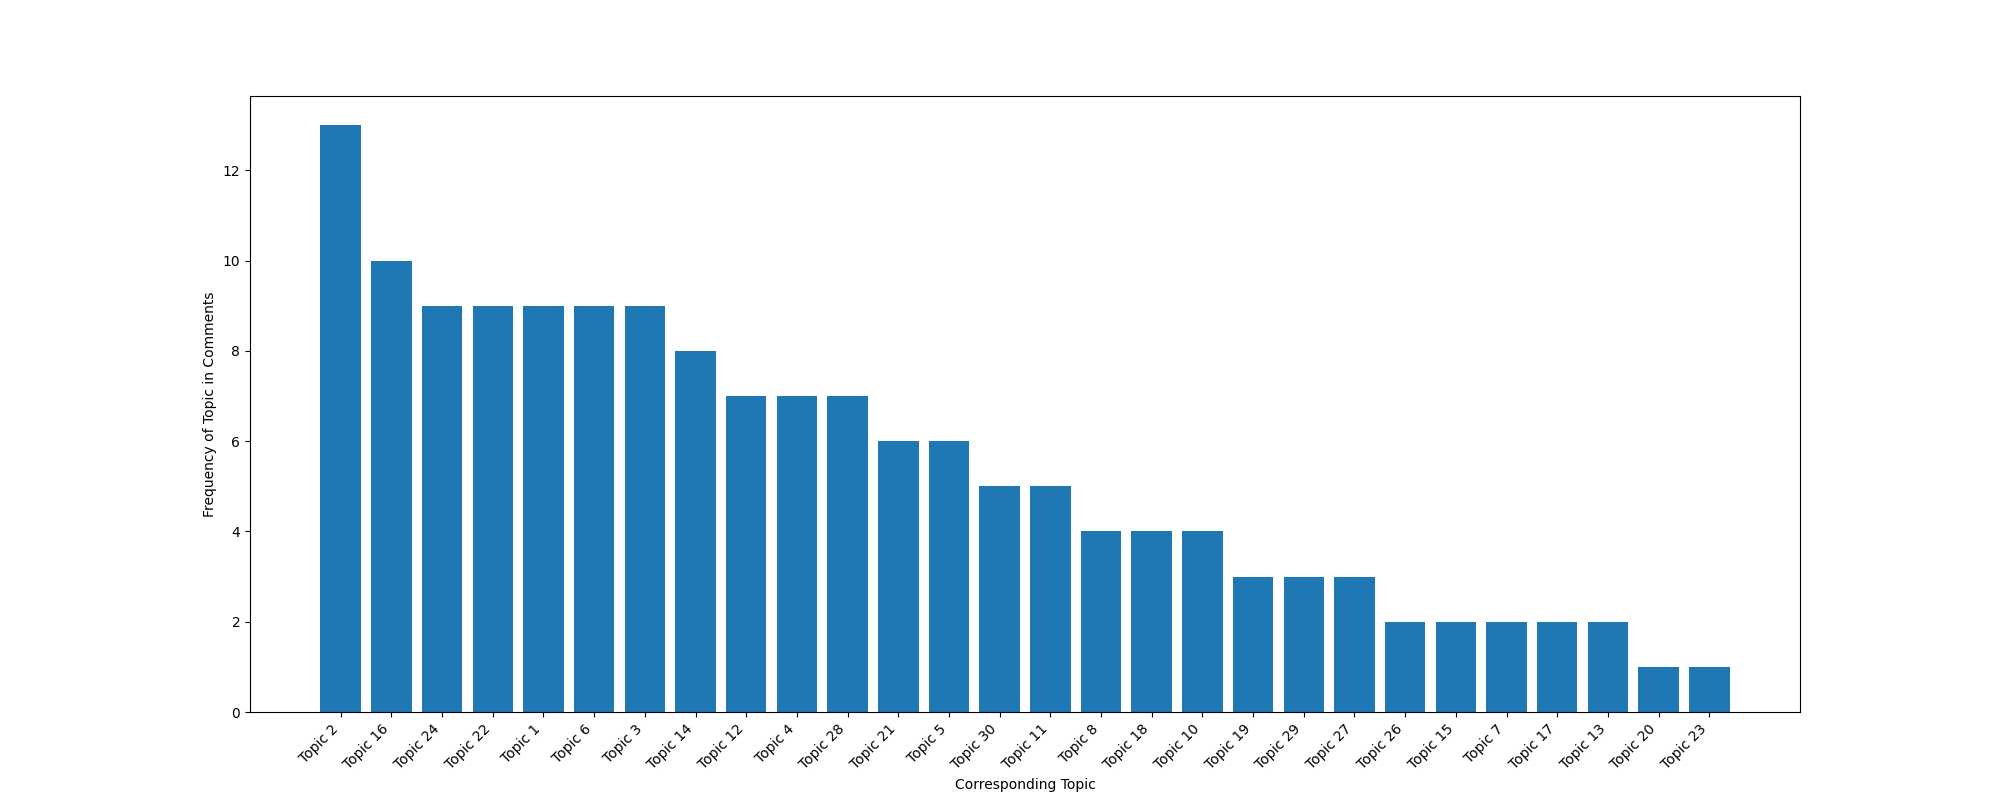 12
10
8
6
4
2
0
Frequency of Topic in Comments
Topic 2
Topic 16
Topic 24
Topic 22
Topic 1
Topic 6
Topic 3
Topic 14
Topic 12
Topic 4
Topic 28
Topic 21
Topic 5
Topic 30
Topic 11
Topic 8
Topic 18
Topic 10
Topic 19
Topic 29
Topic 27
Topic 26
Topic 15
Topic 7
Topic 17
Topic 13
Topic 20
Topic 23
Corresponding Topic